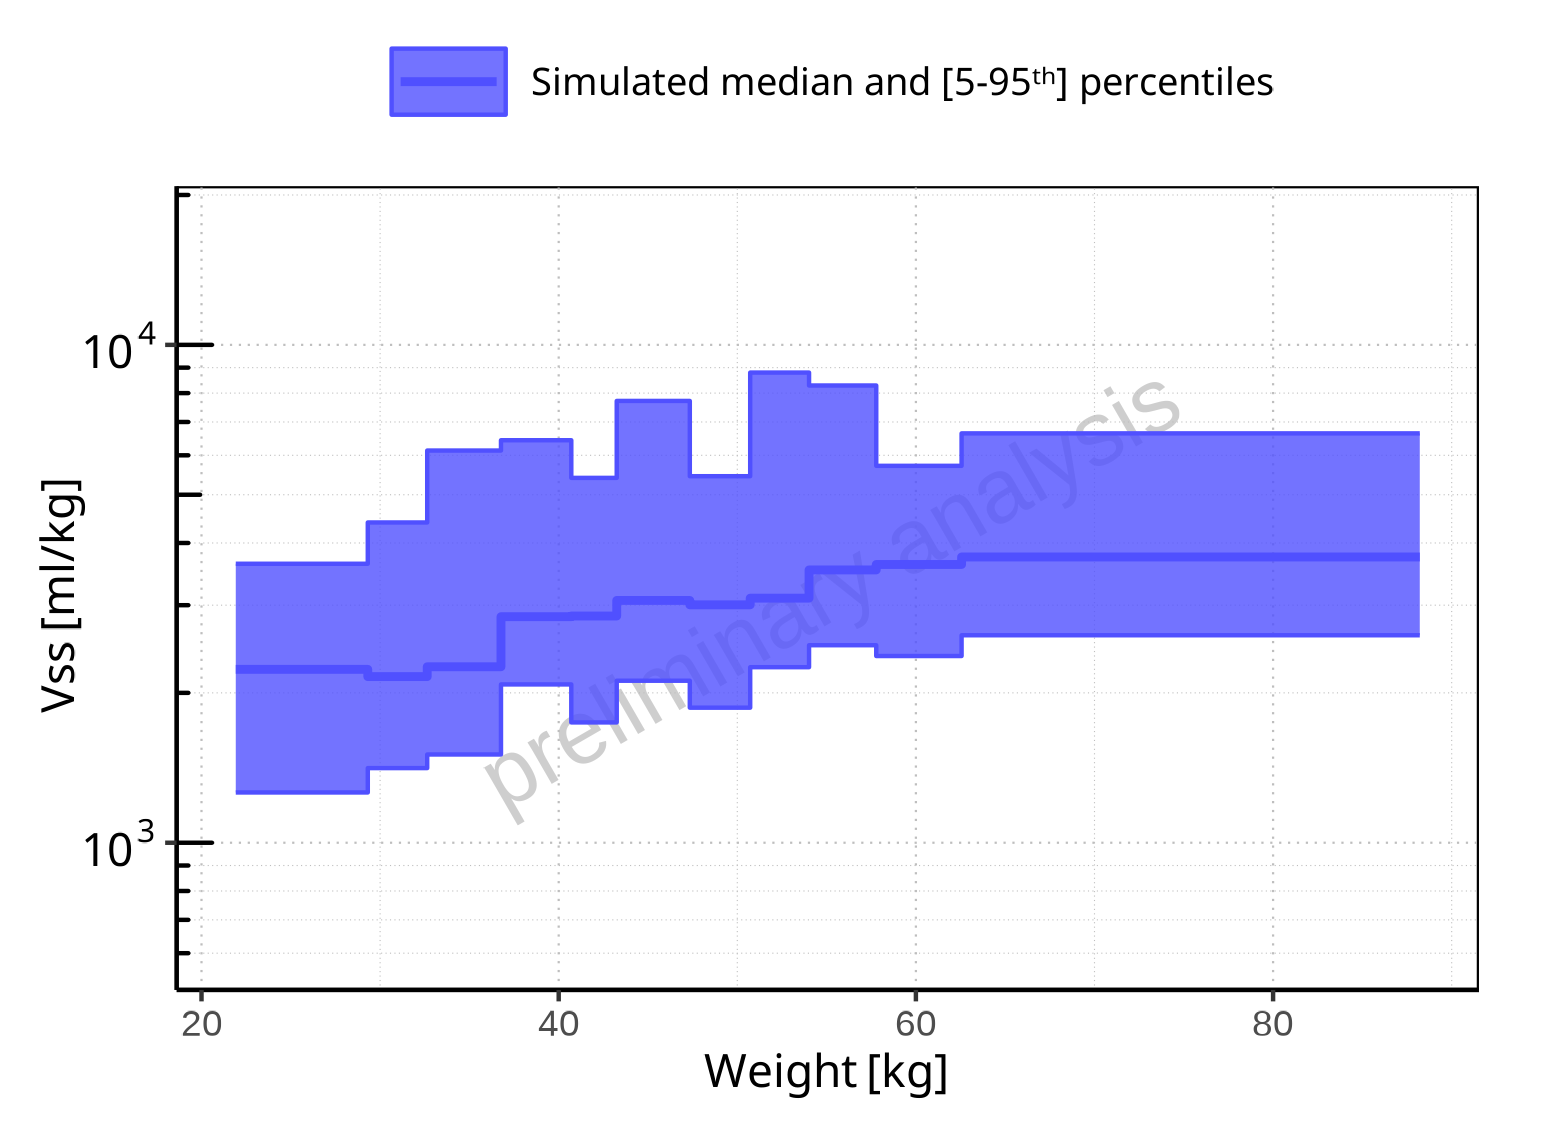 Simulated median and [5-95th] percentiles
10^4
10^3
Vss [ml/kg]
preliminary analysis
20 40 60 80
Weight [kg]